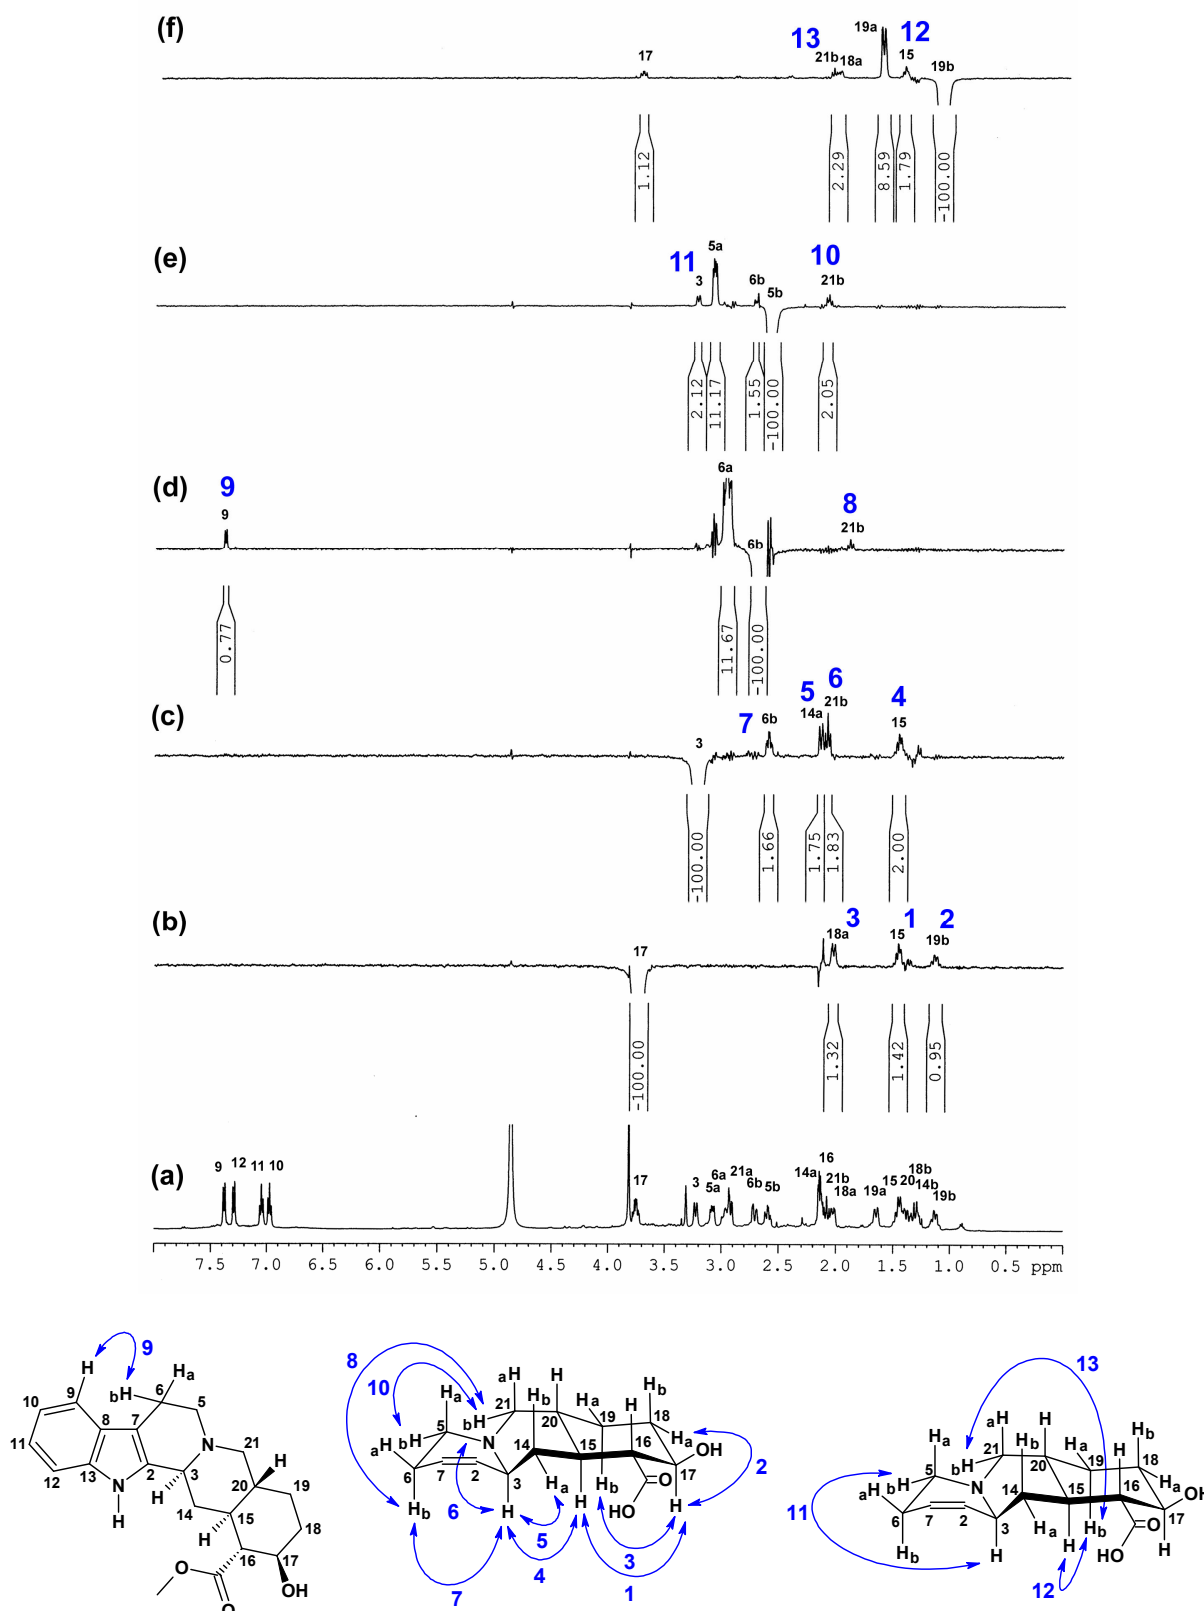 (f)
17
13
21b
18a
19a
12
15
19b
1.12
2.29
8.59
1.79
-100.00
(e)
11
3
5a
6b
5b
10
21b
2.12
11.17
1.55
-100.00
2.05
(d)
9
9
6a
6b
8
21b
0.77
11.67
-100.00
(c)
3
7
6b
5
14a
6
21b
4
15
-100.00
1.66
1.75
1.83
2.00
(b)
17
3
18a
1
15
2
19b
-100.00
1.32
1.42
0.95
(a)
9
12
11
10
17
3
5a
6a
21a
6b
5b
14a
16
21b
18a
19a
15
20
18b
14b
19b
7.5 7.0 6.5 6.0 5.5 5.0 4.5 4.0 3.5 3.0 2.5 2.0 1.5 1.0 0.5 ppm
H
9
Ha
bH
6
5
10
9
8
7
N
21
11
12
13
2
3
20
H
19
N
H
H
14
15
18
H
16
17
O
O
OH
8
10
aH
H
Hb
Ha
bH
21
Hb
Ha
H
18
5
20
19
aH
bH
N
14
15
16
Ha
OH
6
7
2
3
17
Hb
H
Ha
H
Hb
O
HO
H
6
5
7
4
3
1
2
13
aH
H
Hb
Ha
bH
21
Hb
Ha
H
18
5
20
19
aH
H
b
N
14
15
16
Ha
OH
11
6
7
2
3
17
Hb
H
Ha
H
Hb
O
HO
H
12